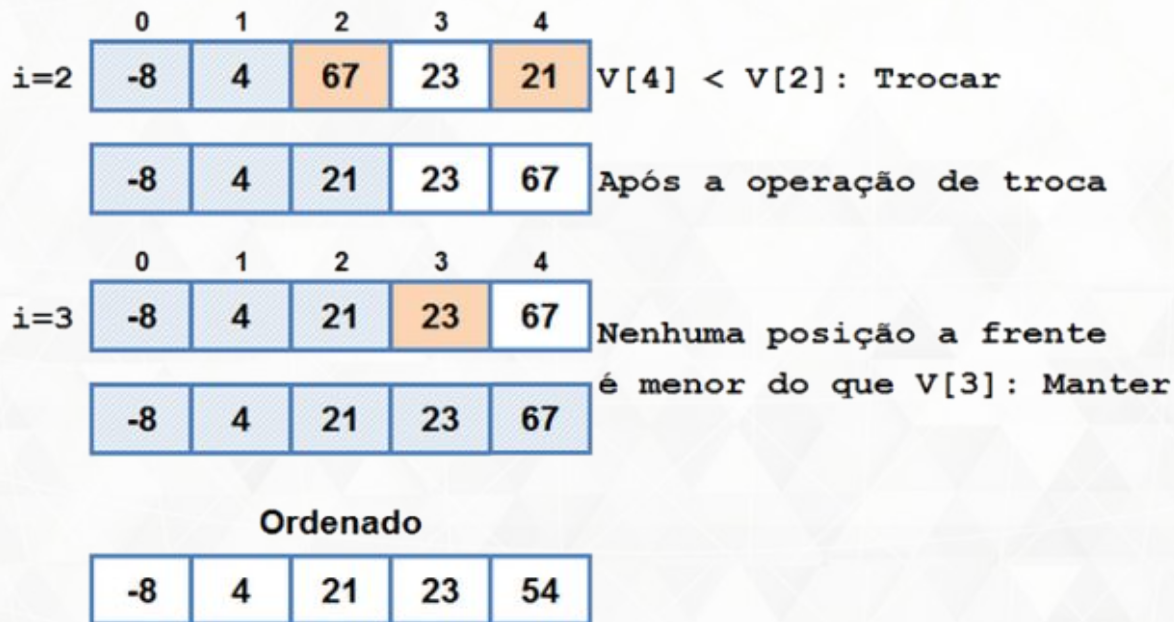 0 1 2 3 4
i=2 -8 4 67 23 21 V[4] < V[2]: Trocar
-8 4 21 23 67 Após a operação de troca
0 1 2 3 4
i=3 -8 4 21 23 67 Nenhuma posição a frente
é menor do que V[3]: Manter
-8 4 21 23 67
Ordenado
-8 4 21 23 54